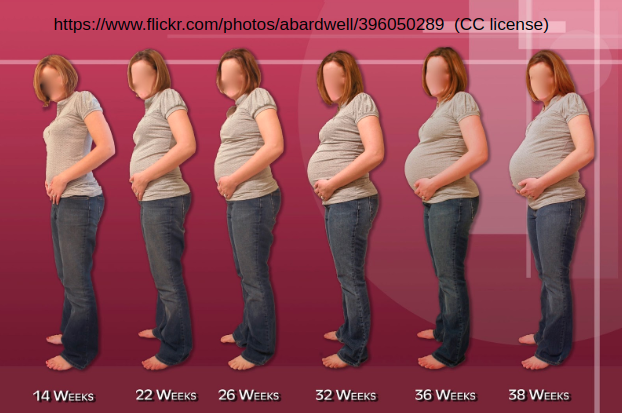 https://www.flickr.com/photos/abardwell/396050289  (CC license)
14 WEEKS
22 WEEKS
26 WEEKS
32 WEEKS
36 WEEKS
38 WEEKS